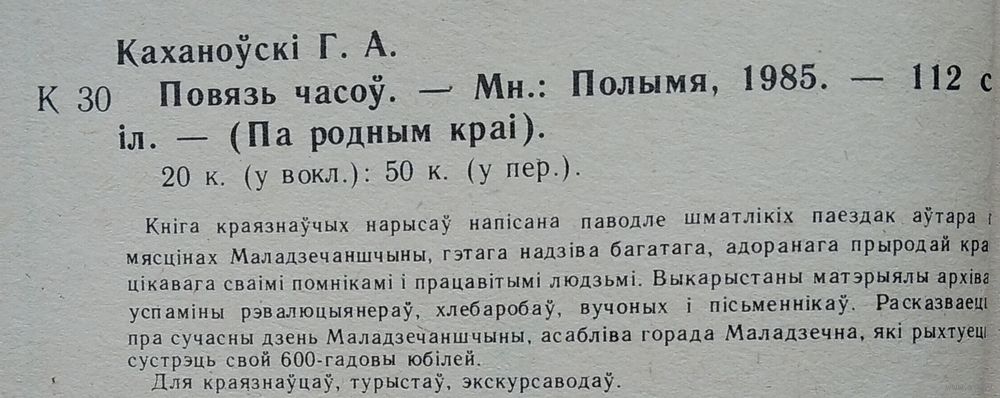 Каханоўскі Г. А.
К 30 Повязь часоў. — Мн.: Полымя, 1985. — 112 с
іл. — (Па родным краі).
20 к. (у вокл.): 50 к. (у пер.).
Кніга краязнаўчых нарысаў напісана паводле шматлікіх паездак аўтара
мясцінах Маладзечаншчыны, гэтага надзіва багатага, адоранага прыродай кра
цікавага сваімі помнікамі і працавітымі людзьмі. Выкарыстаны матэрыялы архіва
успаміны рэвалюцыянераў, хлебаробаў, вучоных і пісьменнікаў. Расказваец
пра сучасны дзень Маладзечаншчыны, асабліва горада Маладзечна, які рыхтуец
сустрэць свой 600-гадовы юбілей.
Для краязнаўцаў, турыстаў, экскурсаводаў.